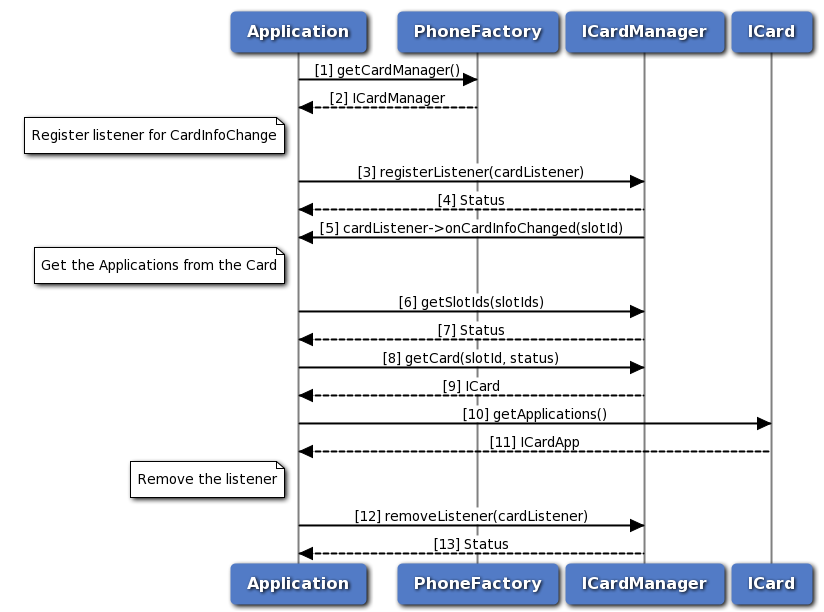 Application PhoneFactory ICardManager ICard
[1] getCardManager()
[2] ICardManager
Register listener for CardInfoChange
[3] registerListener(cardListener)
[4] Status
[5] cardListener->onCardInfoChanged(slotId)
Get the Applications from the Card
[6] getSlotIds(slotIds)
[7] Status
[8] getCard(slotId, status)
[9] ICard
[10] getApplications()
[11] ICardApp
Remove the listener
[12] removeListener(cardListener)
[13] Status
Application PhoneFactory ICardManager ICard